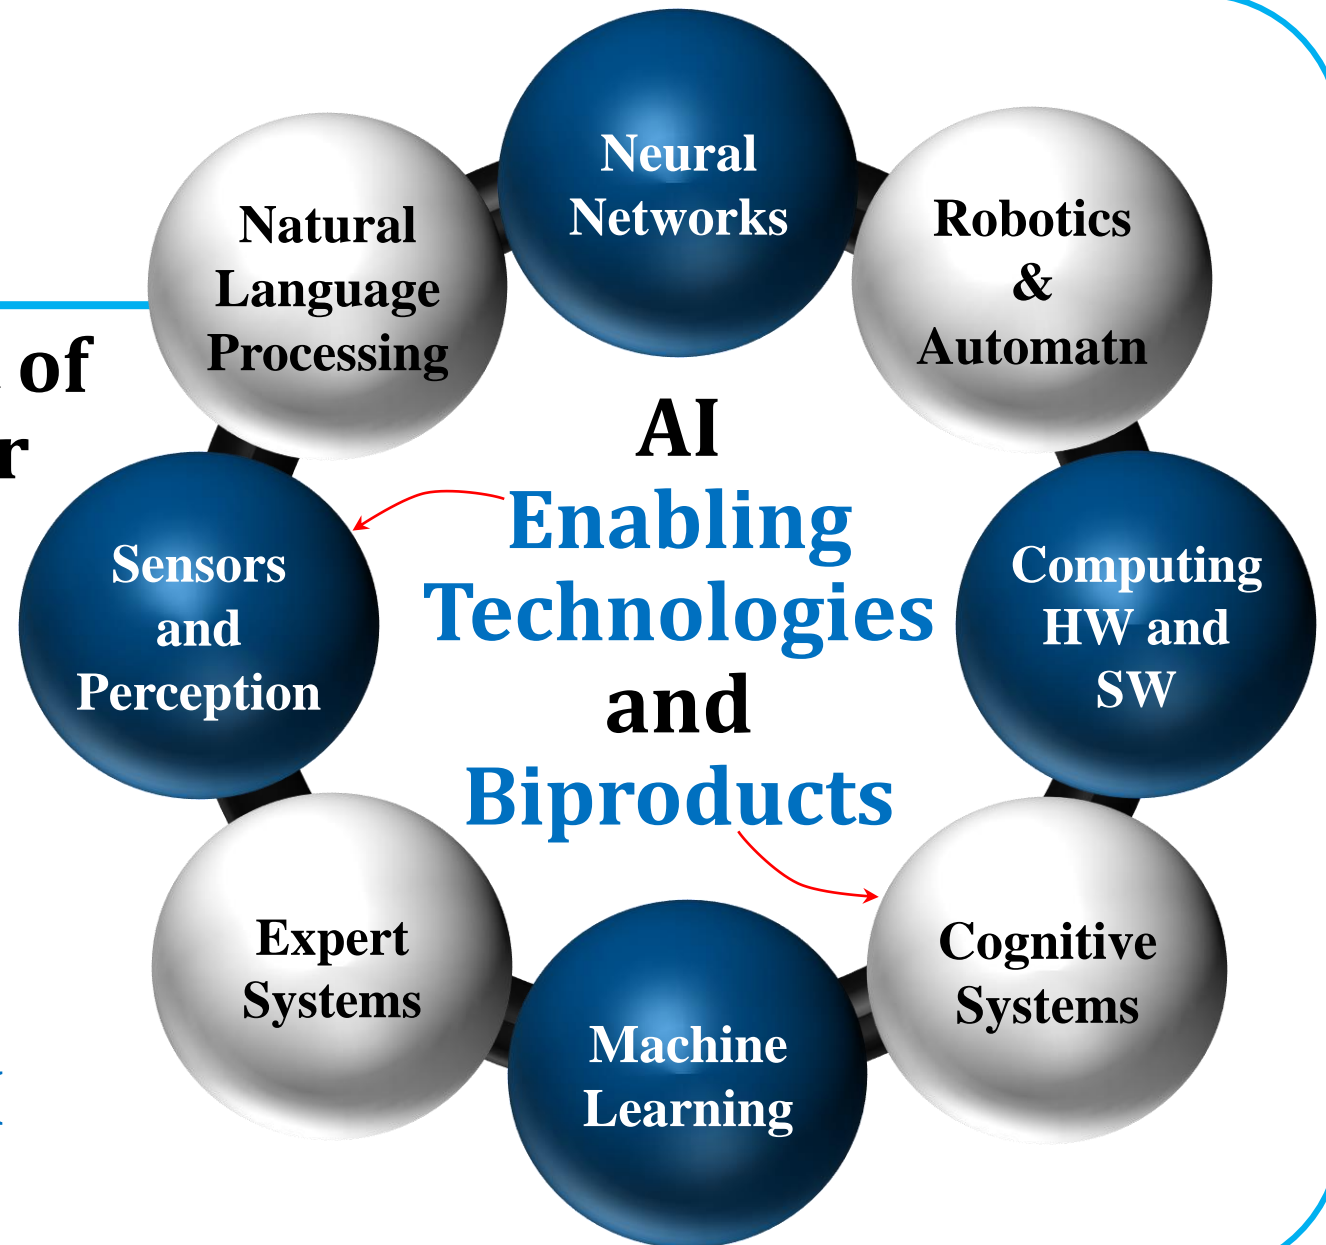 Neural
Networks
Natural
Language
Processing
Robotics
&
Automatn
of
r
AI
Enabling
Technologies
and
Biproducts
Sensors
and
Perception
Computing
HW and
SW
Expert
Systems
Cognitive
Systems
Machine
Learning